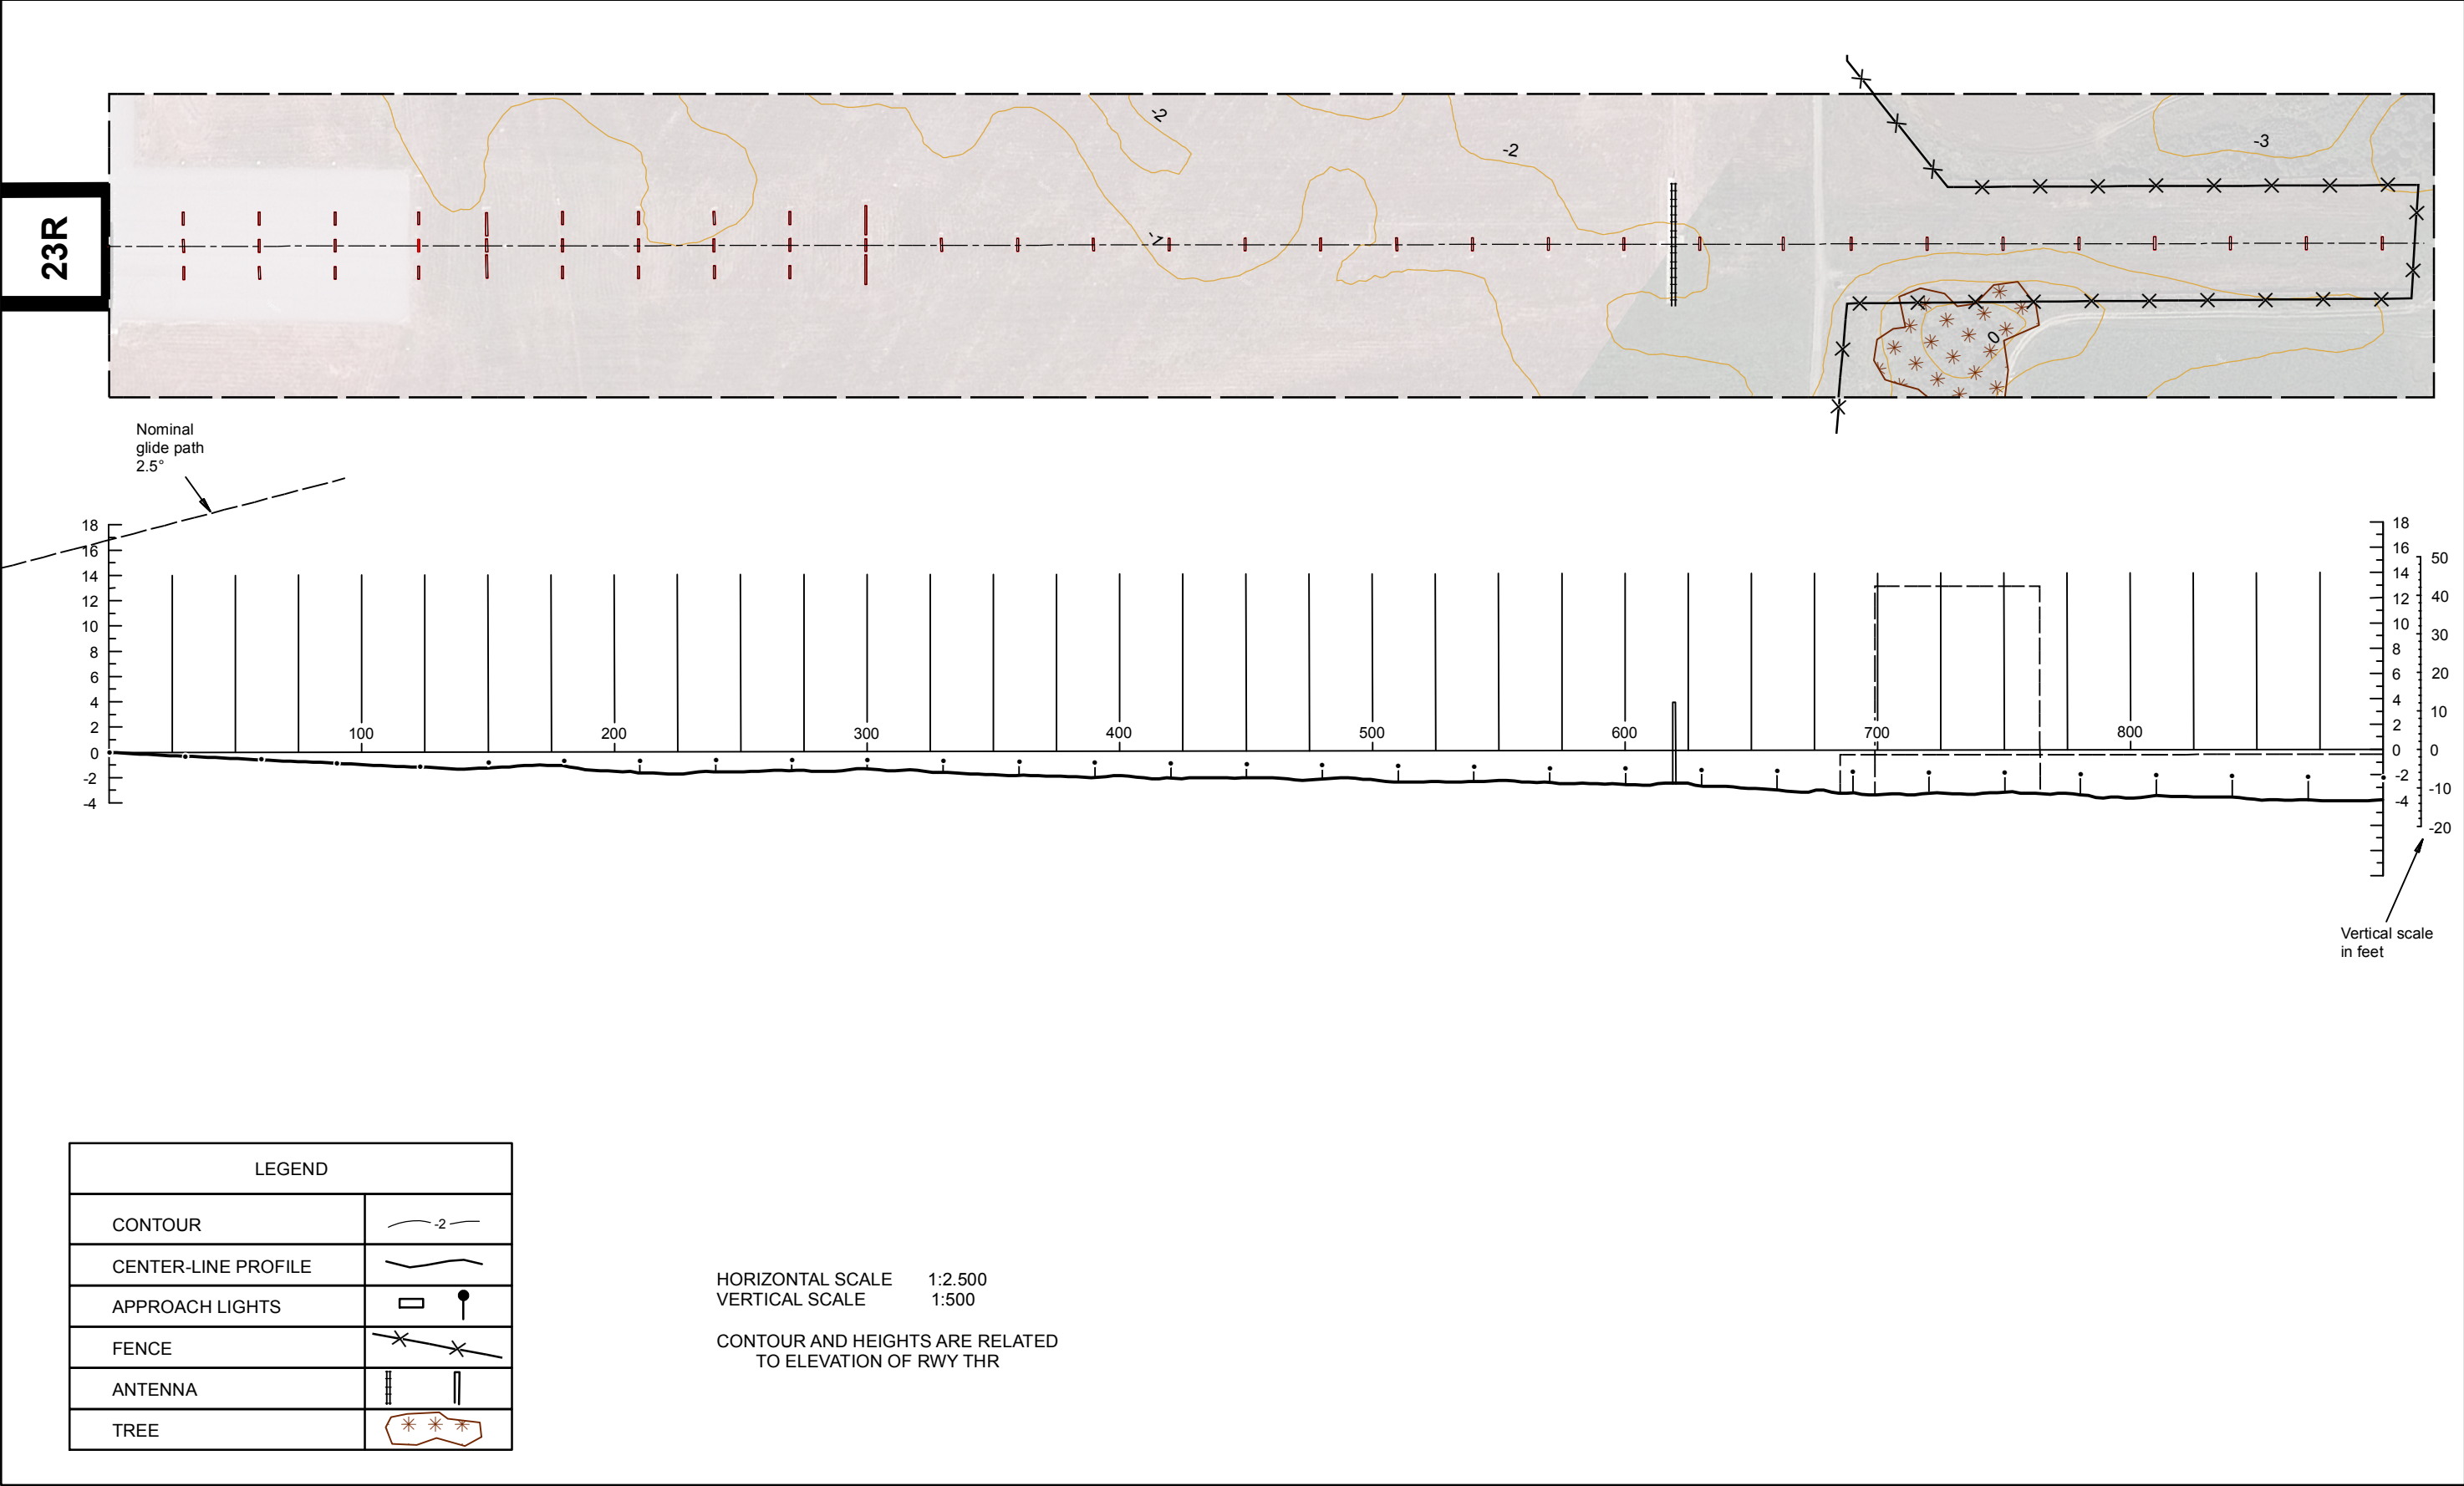 23R
-2
-1
-2
-3
0
Nominal
glide path
2.5°
18
16
14
12
10
8
6
4
2
0
-2
-4
100
200
300
400
500
600
700
800
18
16
14
12
10
8
6
4
2
0
-2
-4
50
40
30
20
10
0
-10
-20
Vertical scale
in feet
LEGEND
CONTOUR
-2
CENTER-LINE PROFILE
APPROACH LIGHTS
FENCE
ANTENNA
TREE
HORIZONTAL SCALE 1:2.500
VERTICAL SCALE 1:500
CONTOUR AND HEIGHTS ARE RELATED
TO ELEVATION OF RWY THR